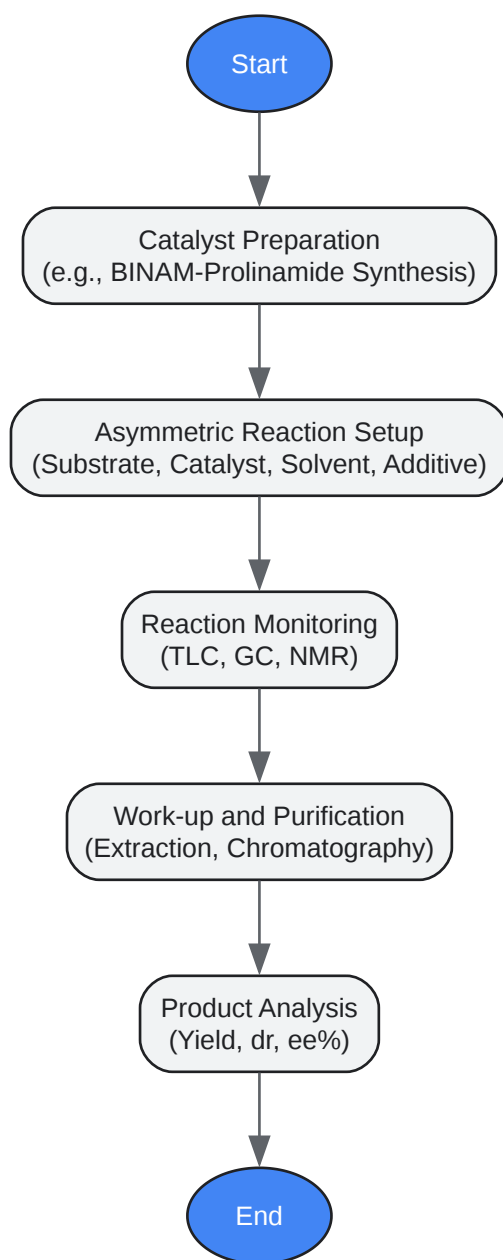 Start
Catalyst Preparation
(e.g., BINAM-Prolinamide Synthesis)
Asymmetric Reaction Setup
(Substrate, Catalyst, Solvent, Additive)
Reaction Monitoring
(TLC, GC, NMR)
Work-up and Purification
(Extraction, Chromatography)
Product Analysis
(Yield, dr, ee%)
End